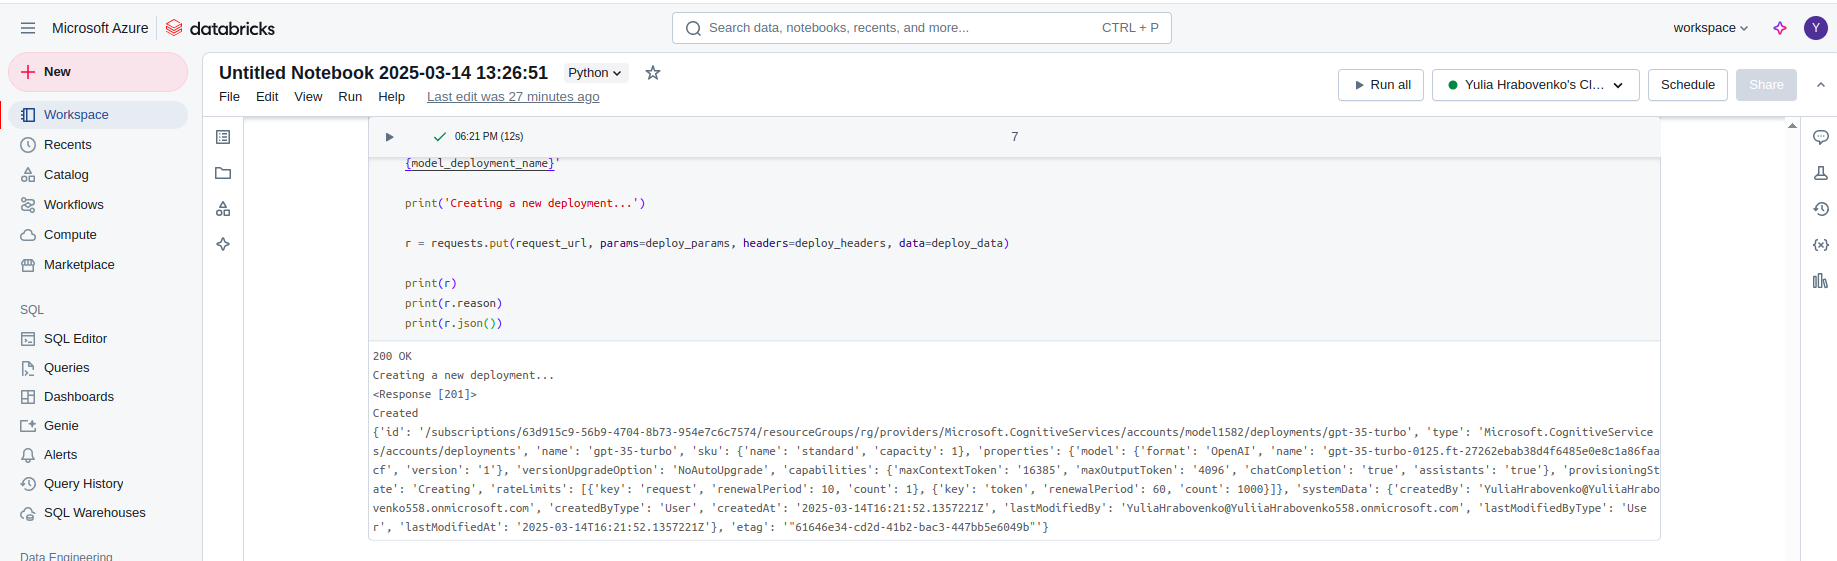 Microsoft Azure
databricks
Search data, notebooks, recents, and more...
CTRL + P
workspace
Y
New
Workspace
Recents
Catalog
Workflows
Compute
Marketplace
SQL
SQL Editor
Queries
Dashboards
Genie
Alerts
Query History
SQL Warehouses
Data Engineering
Untitled Notebook 2025-03-14 13:26:51
Python
File Edit View Run Help Last edit was 27 minutes ago
Run all
Yulia Hrabovenko's Cl...
Schedule
Share
06:21 PM (12s)
7
{model_deployment_name}'
print('Creating a new deployment...')
r = requests.put(request_url, params=deploy_params, headers=deploy_headers, data=deploy_data)
print(r)
print(r.reason)
print(r.json())
200 OK
Creating a new deployment...
<Response [201]>
Created
{'id': '/subscriptions/63d915c9-56b9-4704-8b73-954e7c6c7574/resourceGroups/rg/providers/Microsoft.CognitiveServices/accounts/model1582/deployments/gpt-35-turbo', 'type': 'Microsoft.CognitiveService
s/accounts/deployments', 'name': 'gpt-35-turbo', 'sku': {'name': 'standard', 'capacity': 1}, 'properties': {'model': {'format': 'OpenAI', 'name': 'gpt-35-turbo-0125.ft-27262ebab38d4f6485e0e8c1a86faa
cf', 'version': '1'}, 'versionUpgradeOption': 'NoAutoUpgrade', 'capabilities': {'maxContextToken': '16385', 'maxOutputToken': '4096', 'chatCompletion': 'true', 'assistants': 'true'}, 'provisioningSt
ate': 'Creating', 'rateLimits': [{'key': 'request', 'renewalPeriod': 10, 'count': 1}, {'key': 'token', 'renewalPeriod': 60, 'count': 1000}]}, 'systemData': {'createdBy': 'YuliaHrabovenko@YuliiaHrabo
venko558.onmicrosoft.com', 'createdByType': 'User', 'createdAt': '2025-03-14T16:21:52.1357221Z', 'lastModifiedBy': 'YuliaHrabovenko@YuliiaHrabovenko558.onmicrosoft.com', 'lastModifiedByType': 'Use
r', 'lastModifiedAt': '2025-03-14T16:21:52.1357221Z'}, 'etag': '"61646e34-cd2d-41b2-bac3-447bb5e6049b"'}